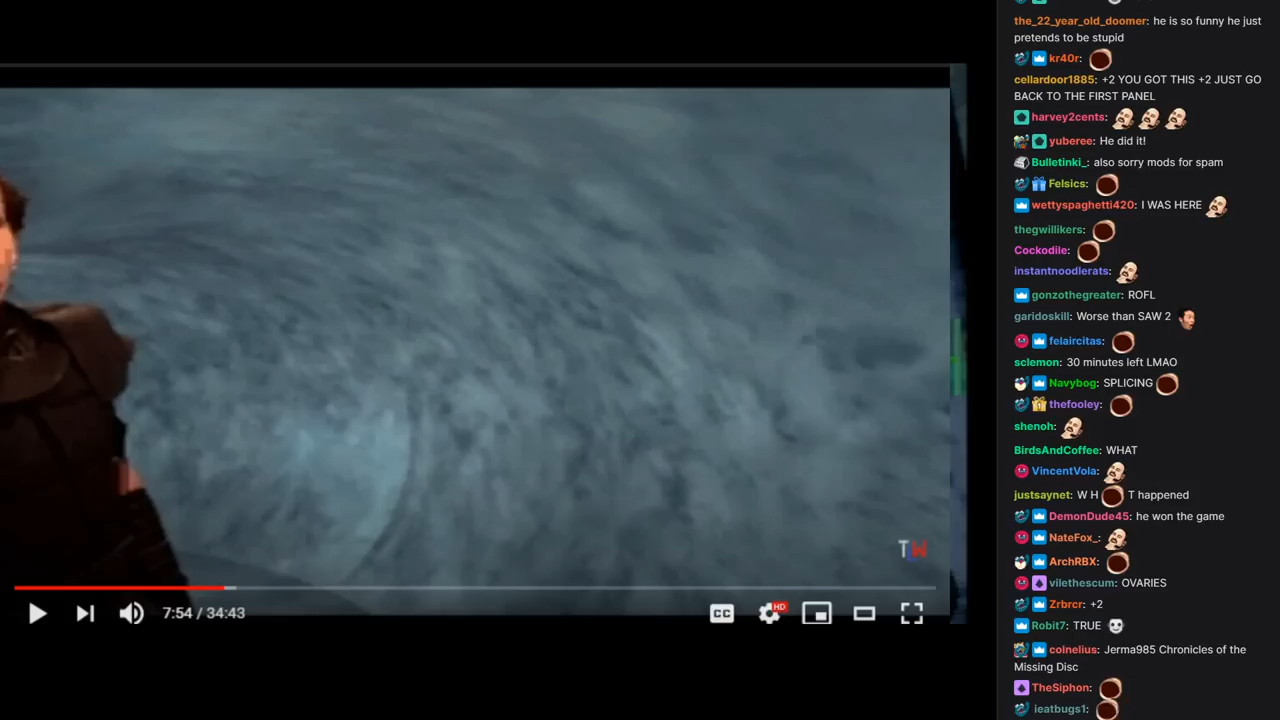 the_22_year_old_doomer: he is so funny he just
pretends to be stupid
kr40r:
cellardoor1885: +2 YOU GOT THIS +2 JUST GO
BACK TO THE FIRST PANEL
harvey2cents:
yuberee: He did it!
Bulletinki_: also sorry mods for spam
Felsics:
wettyspaghetti420: I WAS HERE
thegwillikers:
Cockodile:
instantnoodlerats:
gonzothegreater: ROFL
garidoskill: Worse than SAW 2
felaircitas:
sclemon: 30 minutes left LMAO
Navybog: SPLICING
thefooley:
shenoh:
BirdsAndCoffee: WHAT
VincentVola:
justsaynet: W H T happened
DemonDude45: he won the game
NateFox_:
TW
ArchRBX:
vilethescum: OVARIES
Zrbrcr: +2
7:54 / 34:43
CC
HD
Robit7: TRUE
colnelius: Jerma985 Chronicles of the
Missing Disc
TheSiphon:
ieatbugs1: